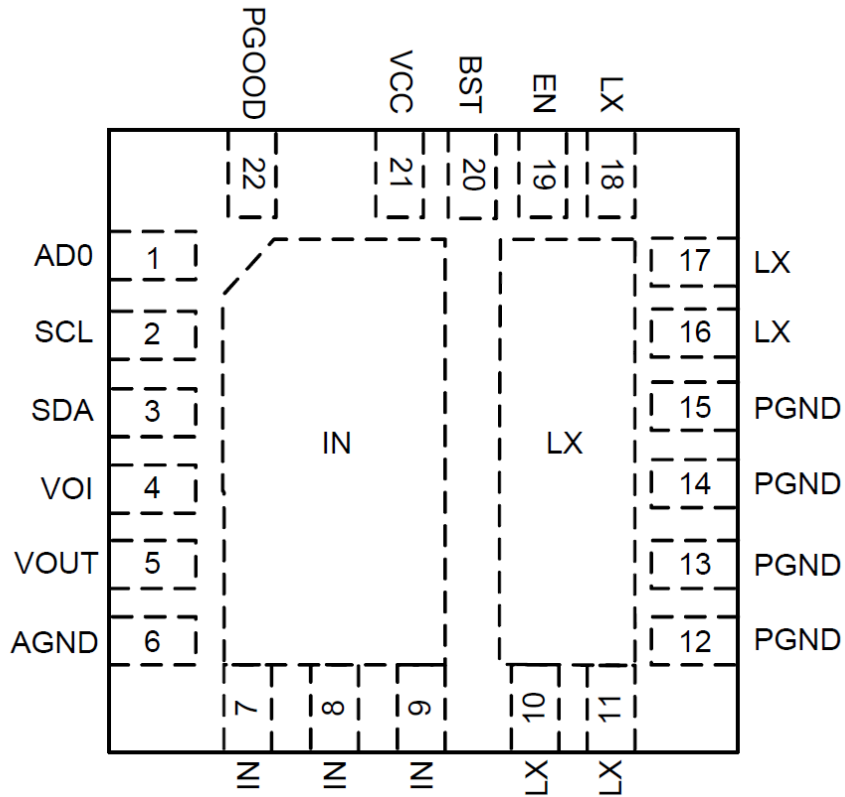 PGOOD
VCC
BST
EN
LX
22
21
20
19
18
AD0
1
17
LX
SCL
2
16
LX
SDA
3
15
PGND
IN
LX
VOI
4
14
PGND
VOUT
5
13
PGND
AGND
6
12
PGND
7
8
9
10
11
IN
IN
IN
LX
LX